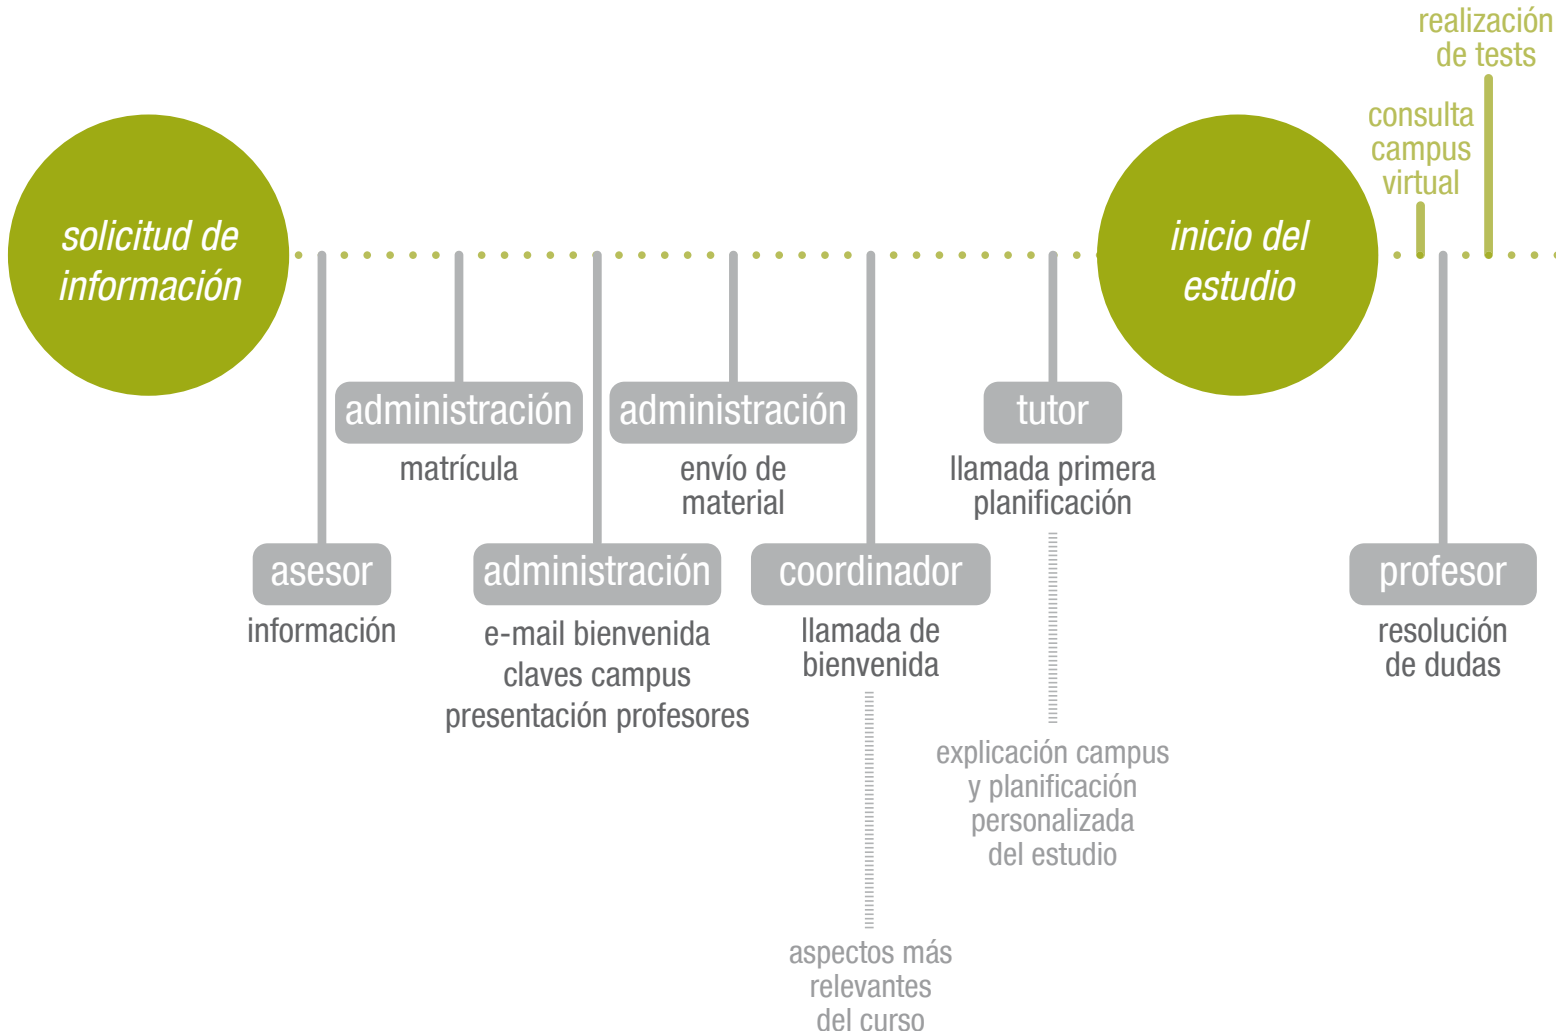 realización
de tests
consulta
campus
virtual
solicitud de
información
inicio del
estudio
administración
matrícula
administración
envío de
material
tutor
llamada primera
planificación
asesor
información
administración
e-mail bienvenida
claves campus
presentación profesores
coordinador
llamada de
bienvenida
profesor
resolución
de dudas
explicación campus
y planificación
personalizada
del estudio
aspectos más
relevantes
del curso